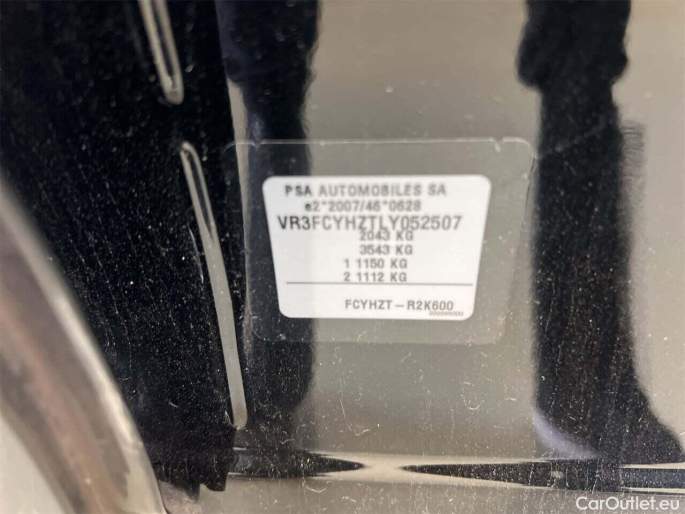 PSA AUTOMOBILES SA
e2*2007/46*0628
VR3FCYHZTLY052507
2043 KG
3543 KG
1 1150 KG
2 1112 KG
FCYHZT-R2K600
CarOutlet.eu